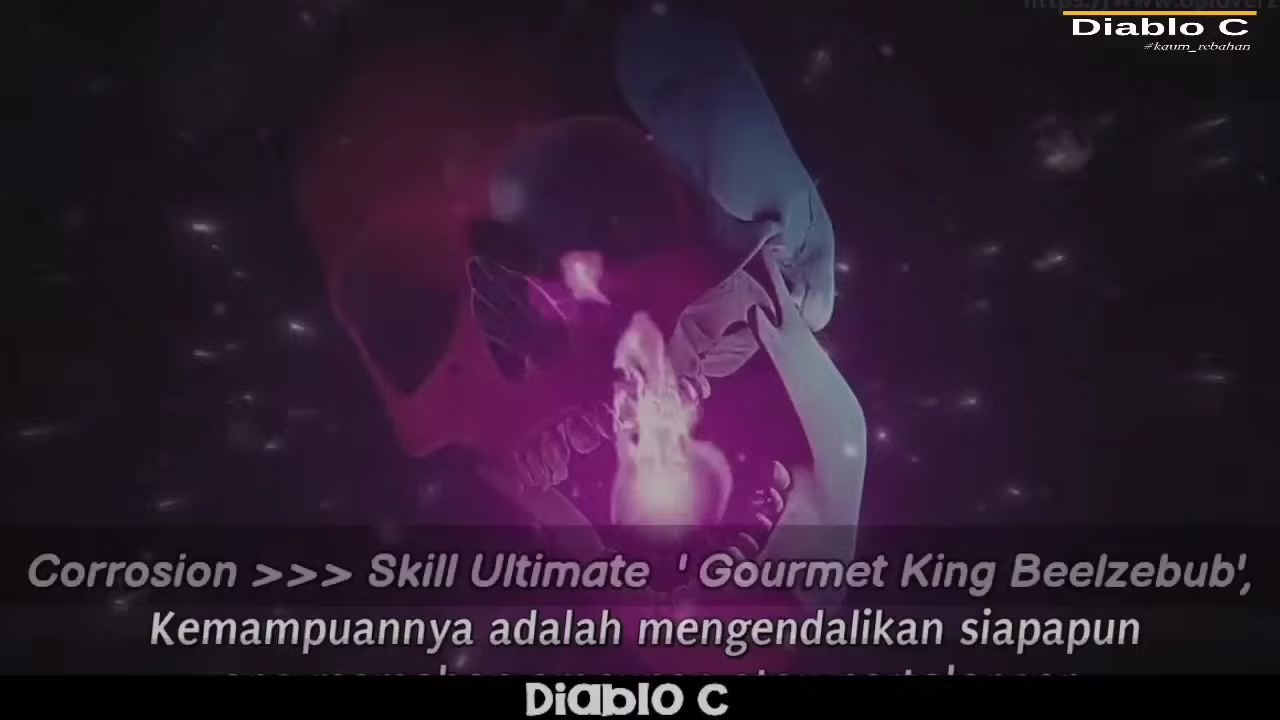 Diablo C
#kaum_rebahan
Corrosion >>> Skill Ultimate ' Gourmet King Beelzebub',
Kemampuannya adalah mengendalikan siapapun
Diablo C